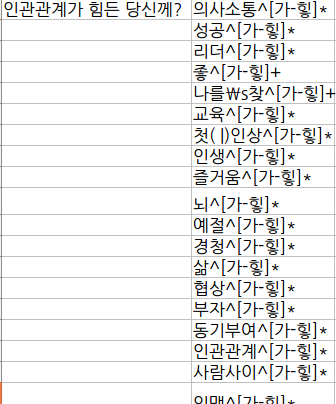 인관관계가 힘든 당신께? 의사소통^[가-힣]*
성공^[가-힣]*
리더^[가-힣]*
좋^[가-힣]+
나를₩s찾^[가-힣]+
교육^[가-힣]*
첫( |)인상^[가-힣]*
인생^[가-힣]*
즐거움^[가-힣]*
뇌^[가-힣]*
예절^[가-힣]*
경청^[가-힣]*
삶^[가-힣]*
협상^[가-힣]*
부자^[가-힣]*
동기부여^[가-힣]*
인관관계^[가-힣]*
사람사이^[가-힣]*